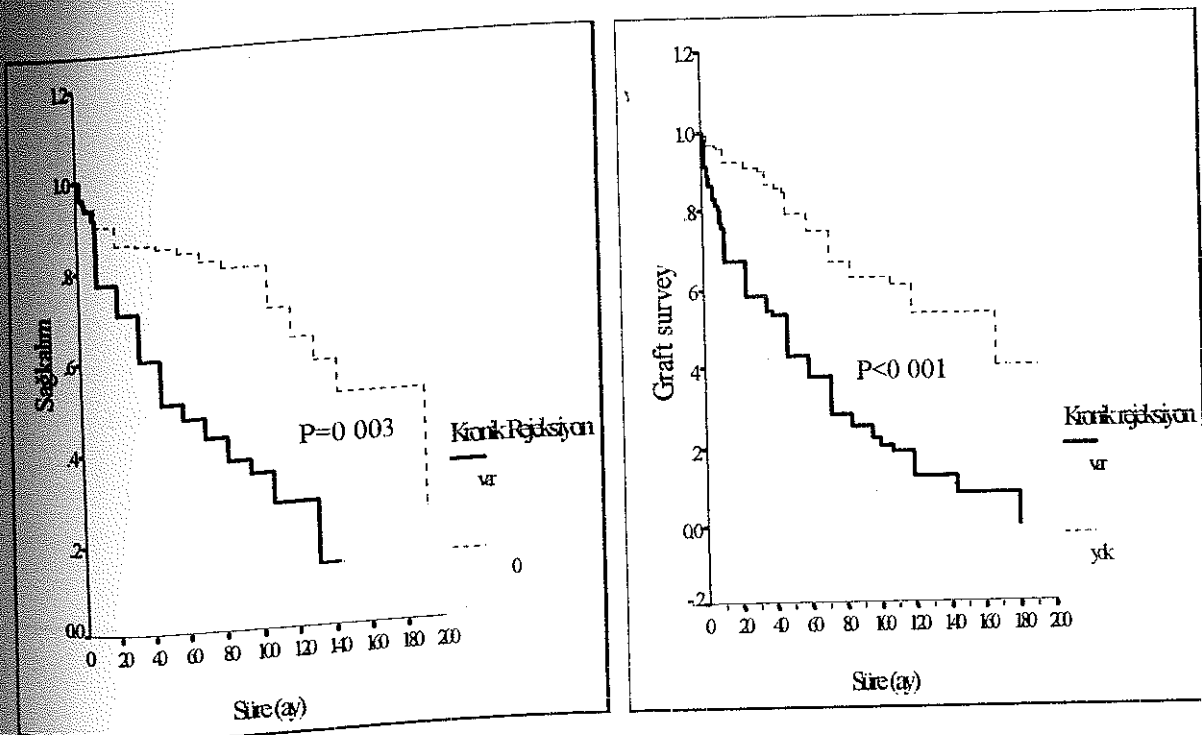 1.2
1.0
.8
.6
.4
.2
0.0
Sağkalım
P=0 003
Kronik Rejeksiyon
var
0
0 20 40 60 80 100 120 140 160 180 200
Süre (ay)
1.2
1.0
.8
.6
.4
.2
0.0
-.2
Graft survey
P<0 001
Kronik rejeksiyon
var
yok
0 20 40 60 80 100 120 140 160 180 200
Süre (ay)